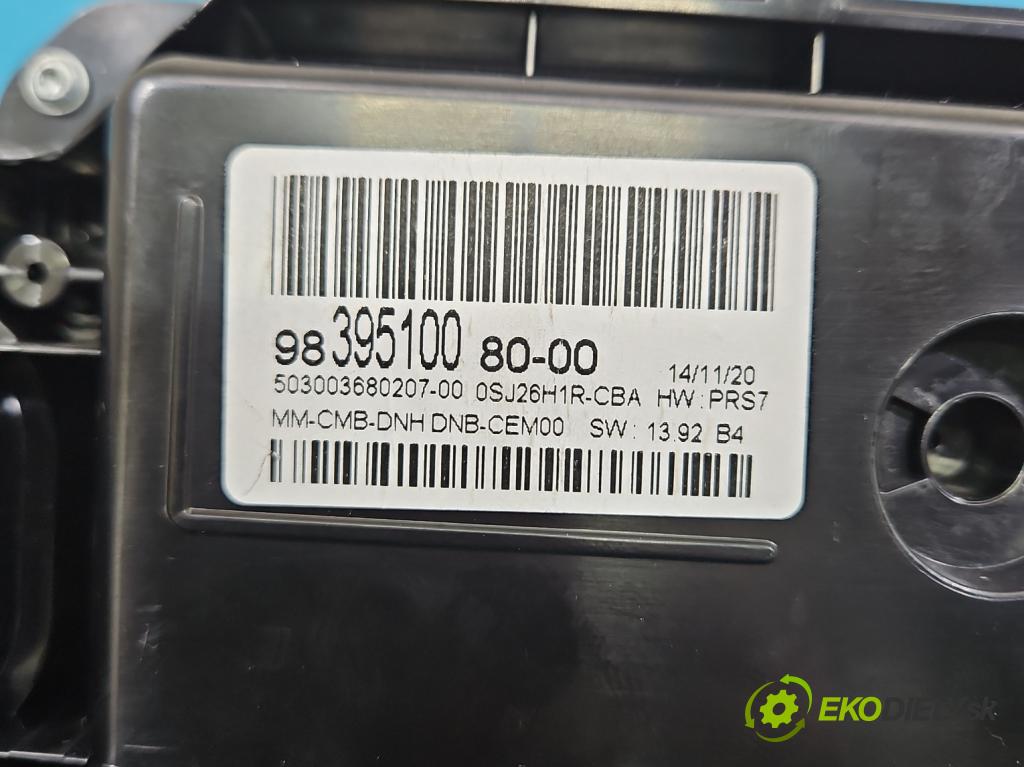 98 395100 80-00 14/11/20
503003680207-00 0SJ26H1R-CBA HW:PRS7
MM-CMB-DNH DNB-CEM00 SW: 13.92 B4
EKODIELY.sk